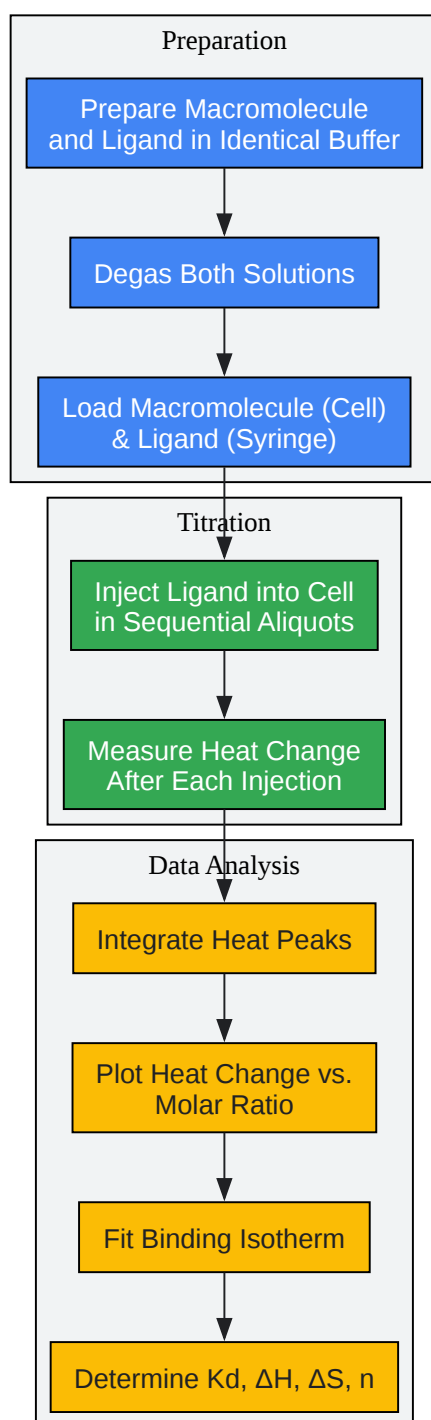 Preparation
Prepare Macromolecule
and Ligand in Identical Buffer
Degas Both Solutions
Load Macromolecule (Cell)
& Ligand (Syringe)
Titration
Inject Ligand into Cell
in Sequential Aliquots
Measure Heat Change
After Each Injection
Data Analysis
Integrate Heat Peaks
Plot Heat Change vs.
Molar Ratio
Fit Binding Isotherm
Determine Kd, ΔH, ΔS, n